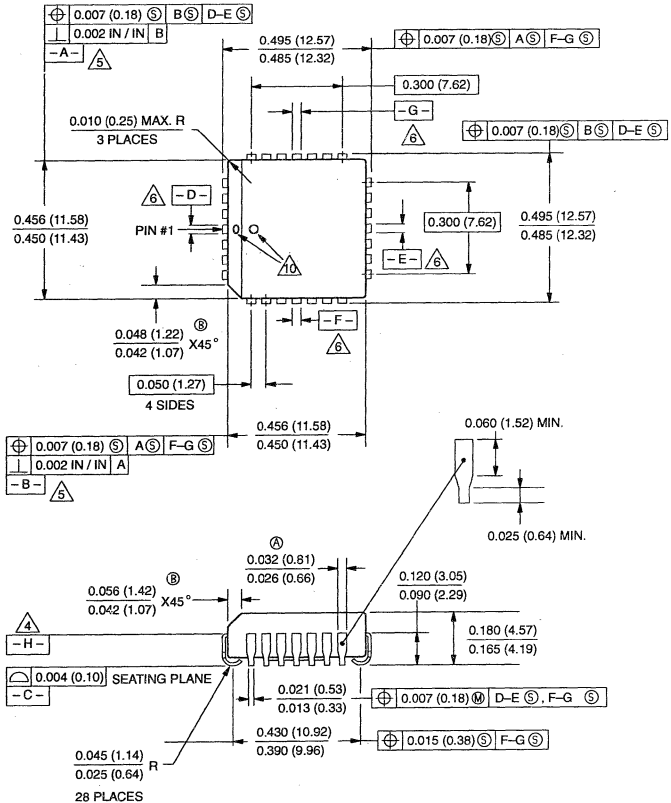 ⌖ 0.007 (0.18) Ⓢ BⓈ D–E Ⓢ
⊥ 0.002 IN / IN B
– A –
5
0.495 (12.57)
0.485 (12.32)
⌖ 0.007 (0.18)Ⓢ AⓈ F–G Ⓢ
0.300 (7.62)
– G –
6
0.010 (0.25) MAX. R
3 PLACES
⌖ 0.007 (0.18)Ⓢ BⓈ D–E Ⓢ
6
– D –
0.456 (11.58)
0.450 (11.43)
PIN #1
0.300 (7.62)
0.495 (12.57)
0.485 (12.32)
– E –
6
10
0.048 (1.22) Ⓑ
0.042 (1.07) X45°
– F –
6
0.050 (1.27)
4 SIDES
0.456 (11.58)
0.450 (11.43)
⌖ 0.007 (0.18) Ⓢ AⓈ F–G Ⓢ
⊥ 0.002 IN / IN A
– B –
5
0.060 (1.52) MIN.
0.025 (0.64) MIN.
Ⓐ
0.032 (0.81)
0.026 (0.66)
Ⓑ
0.056 (1.42)
0.042 (1.07) X45°
0.120 (3.05)
0.090 (2.29)
4
– H –
0.180 (4.57)
0.165 (4.19)
⌓ 0.004 (0.10) SEATING PLANE
– C –
0.021 (0.53)
0.013 (0.33)
⌖ 0.007 (0.18) Ⓜ D–E Ⓢ , F–G Ⓢ
0.430 (10.92)
0.390 (9.96)
⌖ 0.015 (0.38)Ⓢ F–GⓈ
0.045 (1.14)
0.025 (0.64) R
28 PLACES